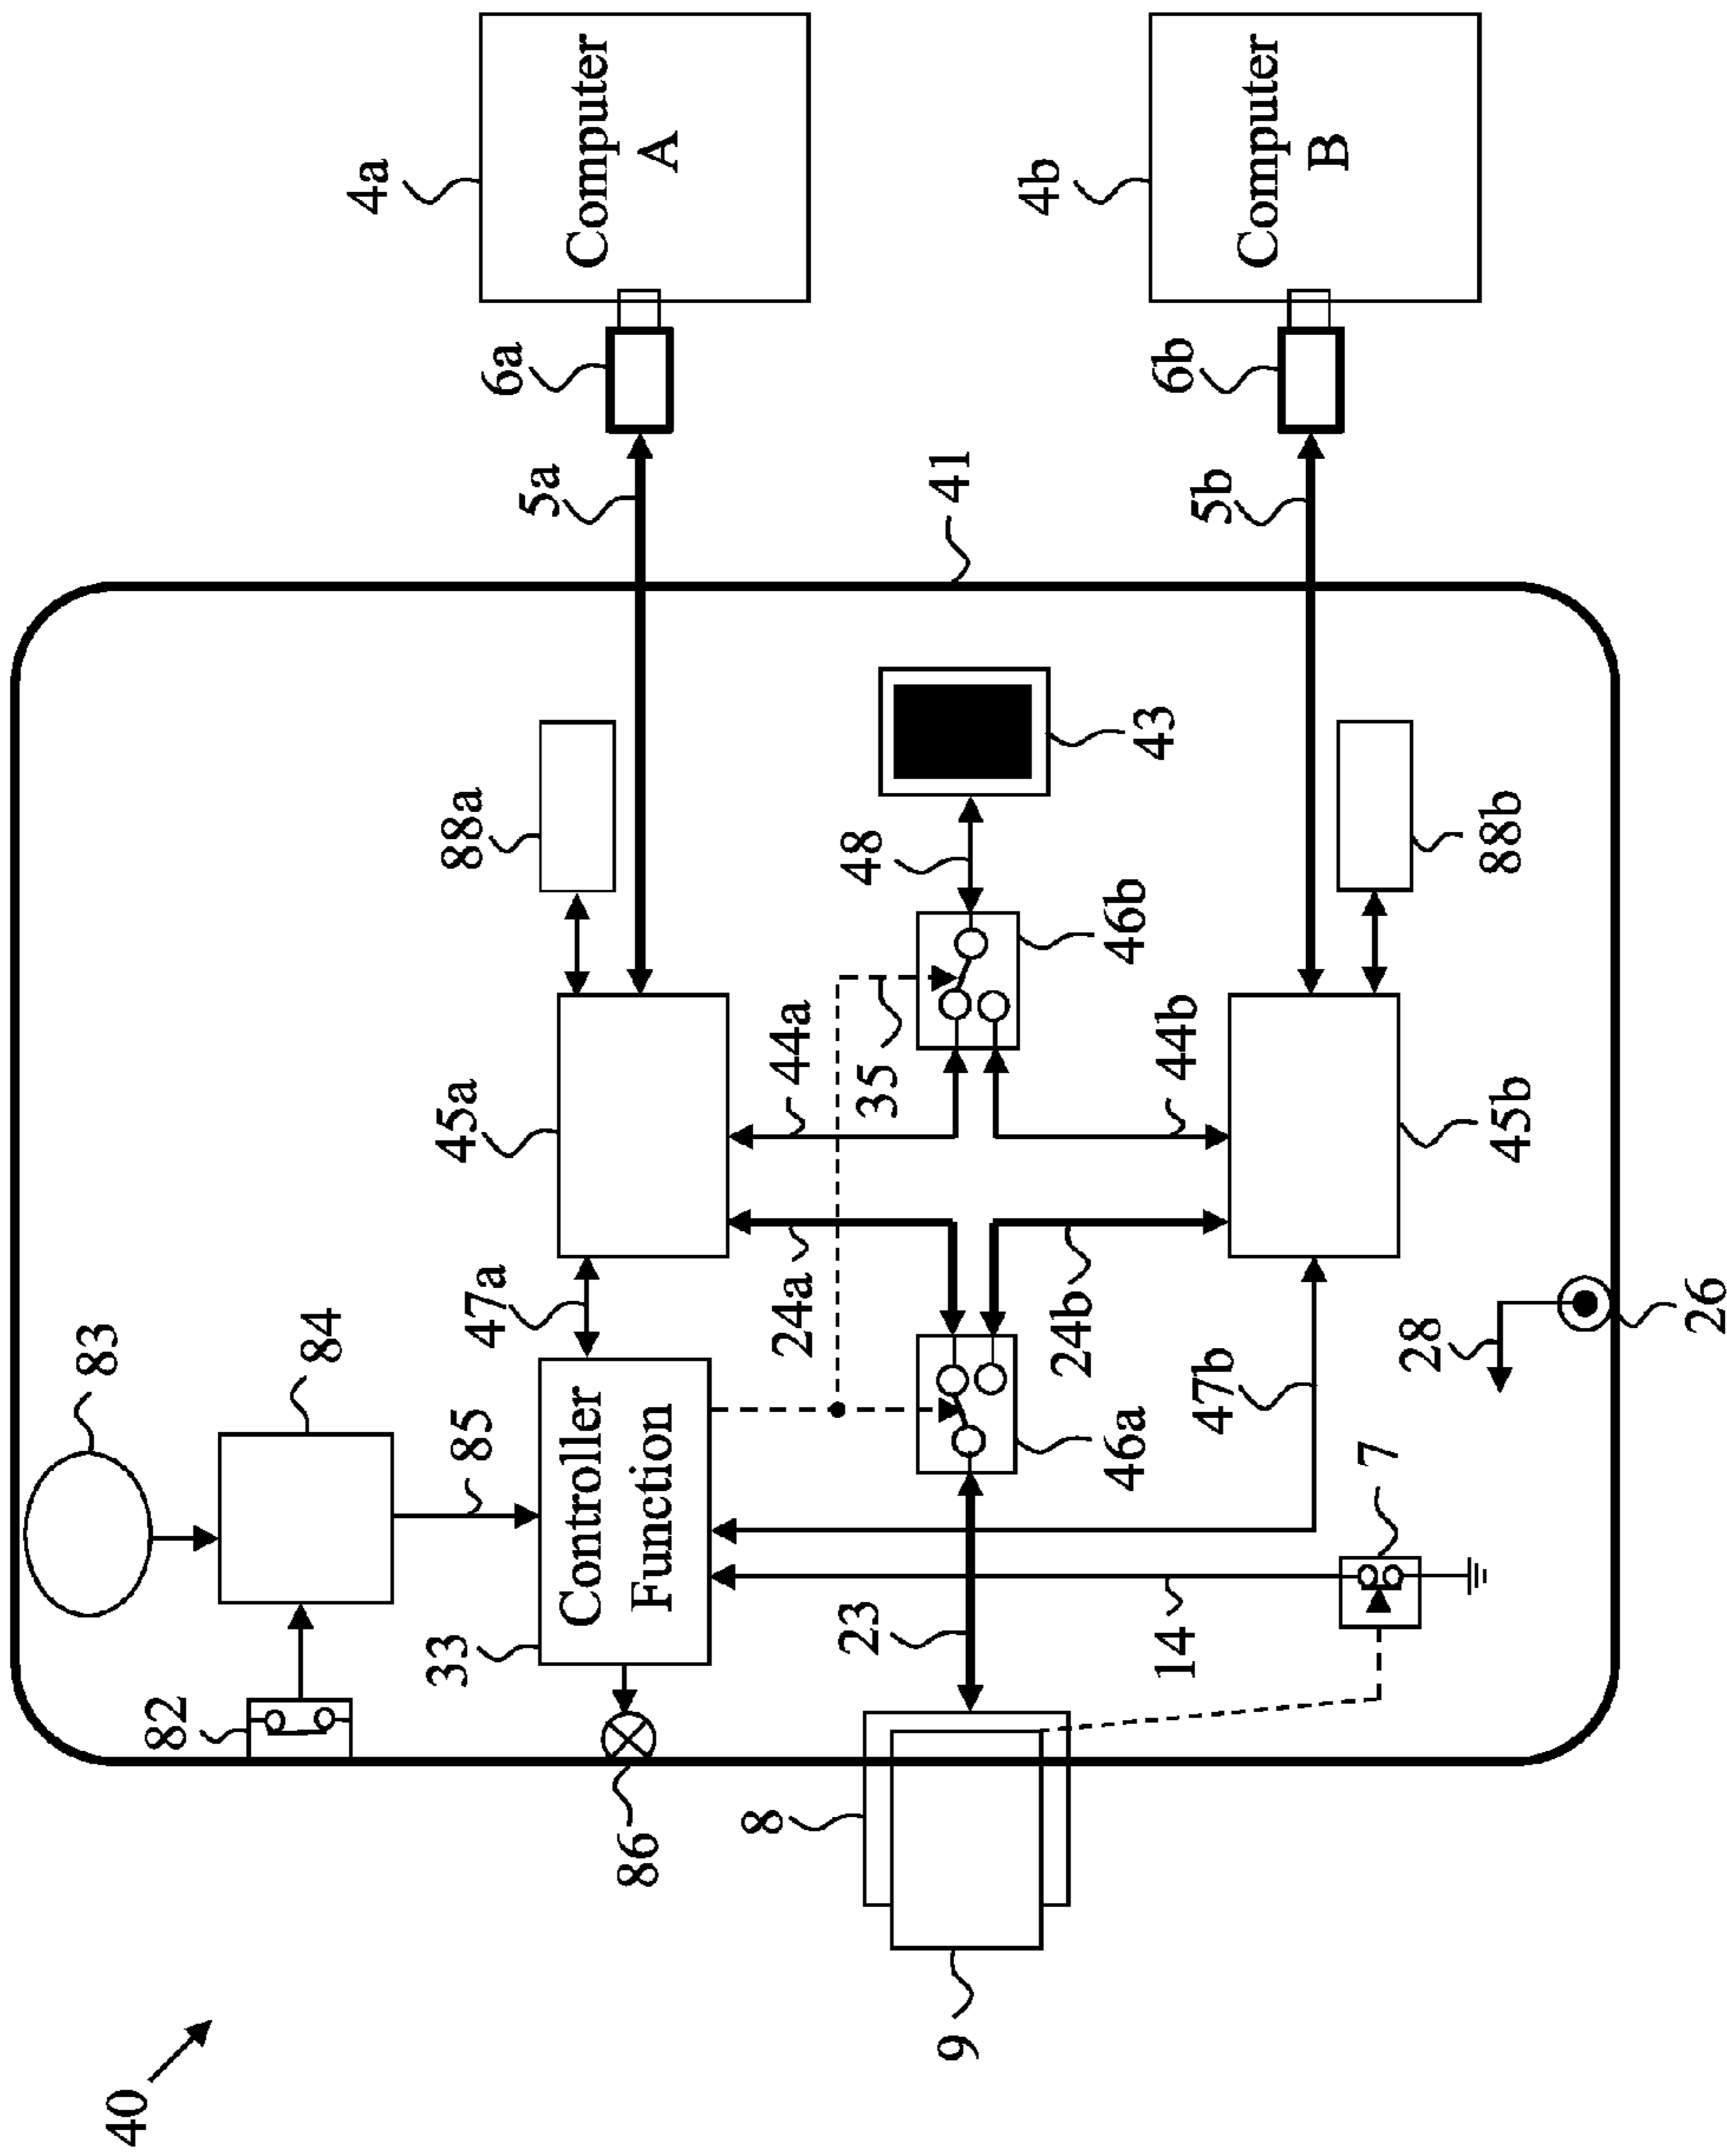 40
83
82
84
4a
33
85
47a
45a
88a
6a
5a
Controller
Function
Computer
A
86
8
24a
44a
23
35
48
41
9
4b
24b
46a
46b
43
14
44b
6b
47b
5b
Computer
B
7
28
45b
88b
26